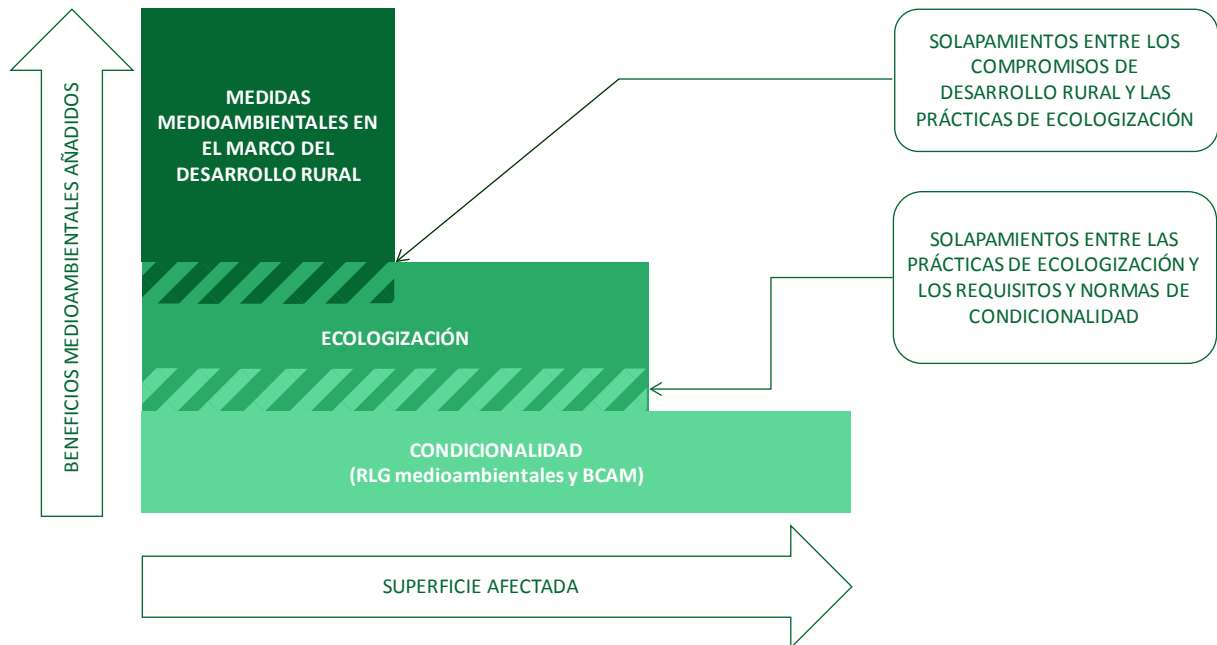 BENEFICIOS MEDIOAMBIENTALES AÑADIDOS
MEDIDAS
MEDIOAMBIENTALES EN
EL MARCO DEL
DESARROLLO RURAL
SOLAPAMIENTOS ENTRE LOS
COMPROMISOS DE
DESARROLLO RURAL Y LAS
PRÁCTICAS DE ECOLOGIZACIÓN
SOLAPAMIENTOS ENTRE LAS
PRÁCTICAS DE ECOLOGIZACIÓN Y
LOS REQUISITOS Y NORMAS DE
CONDICIONALIDAD
ECOLOGIZACIÓN
CONDICIONALIDAD
(RLG medioambientales y BCAM)
SUPERFICIE AFECTADA